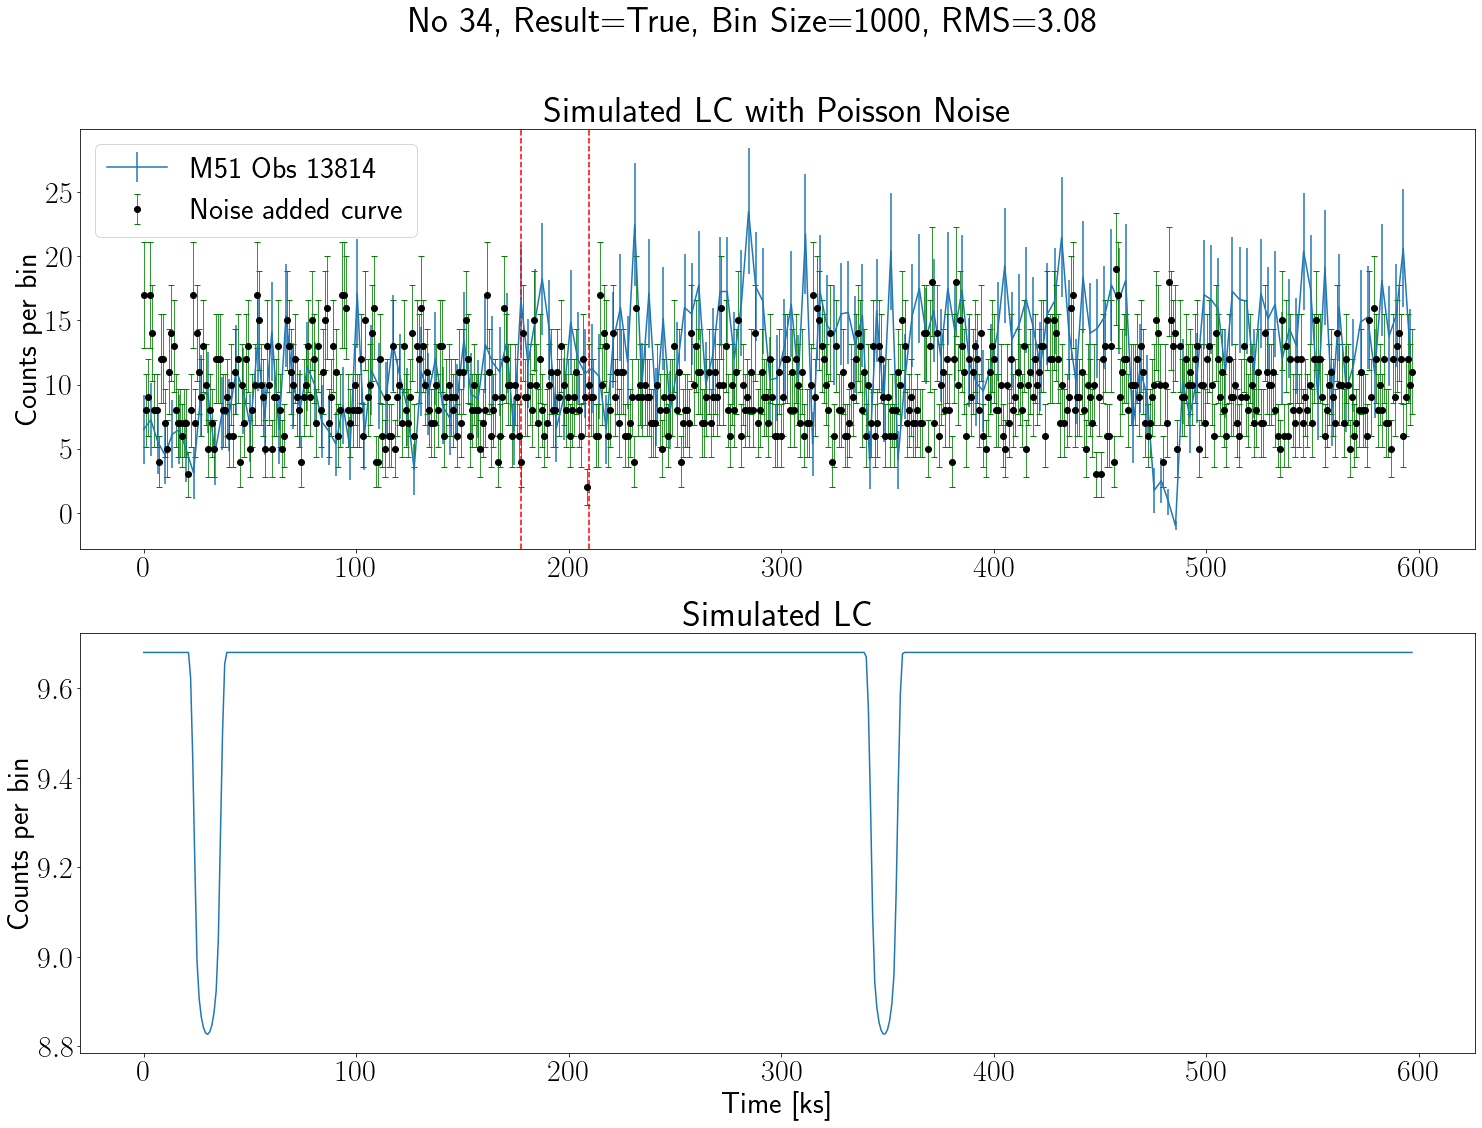 No 34, Result=True, Bin Size=1000, RMS=3.08
Simulated LC with Poisson Noise
M51 Obs 13814
Noise added curve
Counts per bin
25
20
15
10
5
0
0 100 200 300 400 500 600
Simulated LC
Counts per bin
9.6
9.4
9.2
9.0
8.8
0 100 200 300 400 500 600
Time [ks]